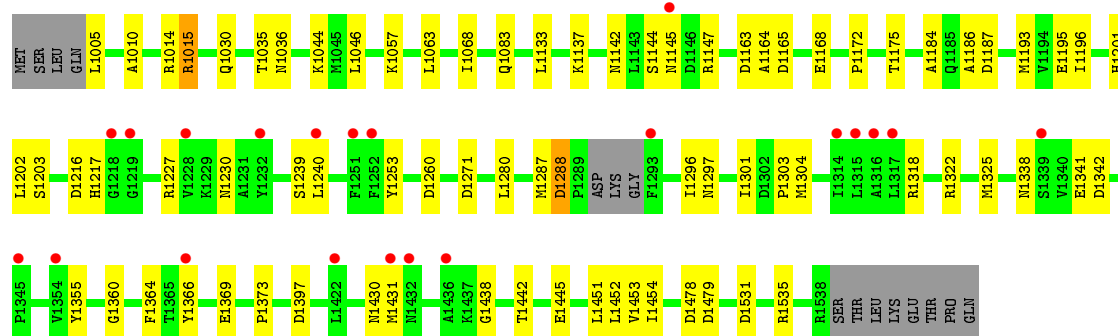 MET
SER
LEU
GLN
L1005
A1010
R1014
R1015
Q1030
T1035
N1036
K1044
M1045
L1046
K1057
L1063
I1068
Q1083
L1133
K1137
N1142
L1143
S1144
N1145
D1146
R1147
D1163
A1164
D1165
E1168
P1172
T1175
A1184
Q1185
A1186
D1187
M1193
V1194
E1195
I1196
H1201
L1202
S1203
D1216
H1217
G1218
G1219
R1227
V1228
K1229
N1230
A1231
Y1232
S1239
L1240
F1251
F1252
Y1253
D1260
D1271
L1280
M1287
D1288
P1289
ASP
LYS
GLY
F1293
I1296
N1297
I1301
D1302
P1303
M1304
I1314
L1315
A1316
L1317
R1318
R1322
M1325
N1338
S1339
V1340
E1341
D1342
P1345
V1354
Y1355
G1360
F1364
T1365
Y1366
E1369
P1373
D1397
L1422
N1430
M1431
N1432
A1436
K1437
G1438
T1442
E1445
L1451
L1452
V1453
I1454
D1478
D1479
D1531
R1535
R1538
SER
THR
LEU
LYS
GLU
THR
PRO
GLN